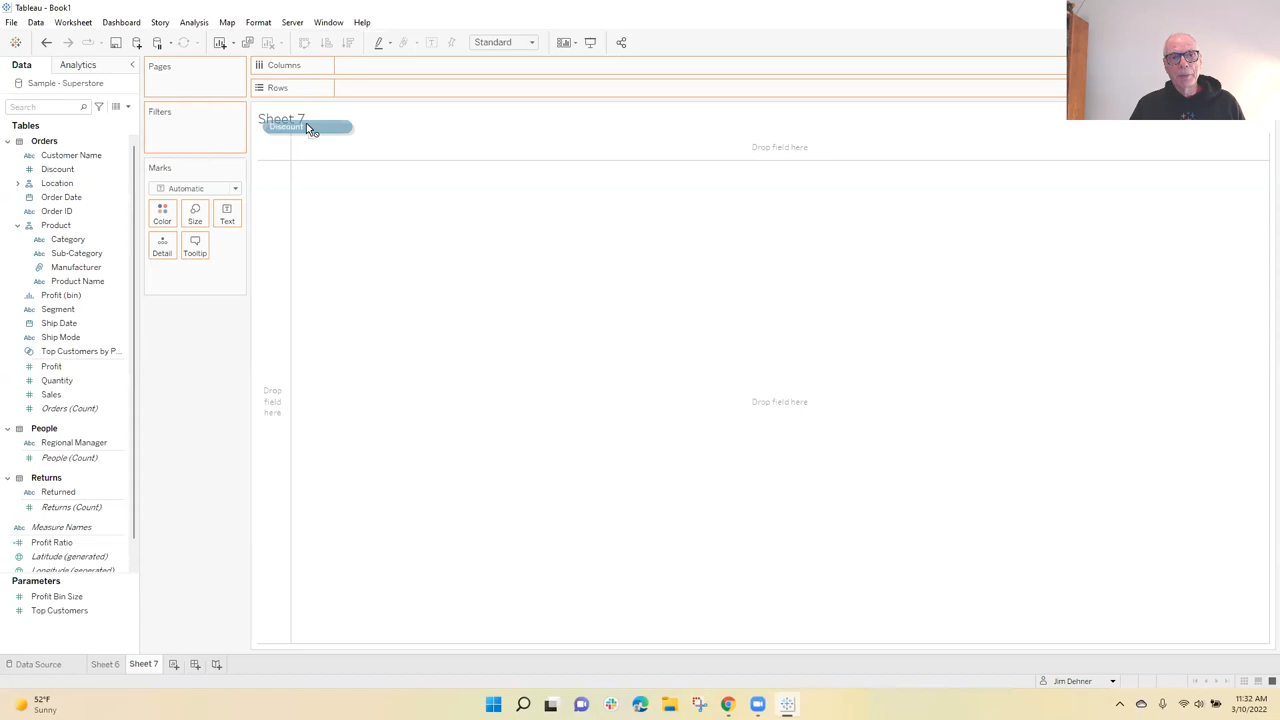 Tableau - Book1
File Data Worksheet Dashboard Story Analysis Map Format Server Window Help
Standard
Data Analytics
Sample - Superstore
Search
Tables
Orders
Customer Name
Discount
Location
Order Date
Order ID
Product
Category
Sub-Category
Manufacturer
Product Name
Profit (bin)
Segment
Ship Date
Ship Mode
Top Customers by P...
Profit
Quantity
Sales
Orders (Count)
People
Regional Manager
People (Count)
Returns
Returned
Returns (Count)
Measure Names
Profit Ratio
Latitude (generated)
Longitude (generated)
Parameters
Profit Bin Size
Top Customers
Pages
Filters
Marks
Automatic
Color Size Text
Detail Tooltip
Columns
Rows
Sheet 7
Discount
Drop field here
Drop
field
here
Drop field here
Data Source Sheet 6 Sheet 7
Jim Dehner
52°F
Sunny
11:32 AM
3/10/2022